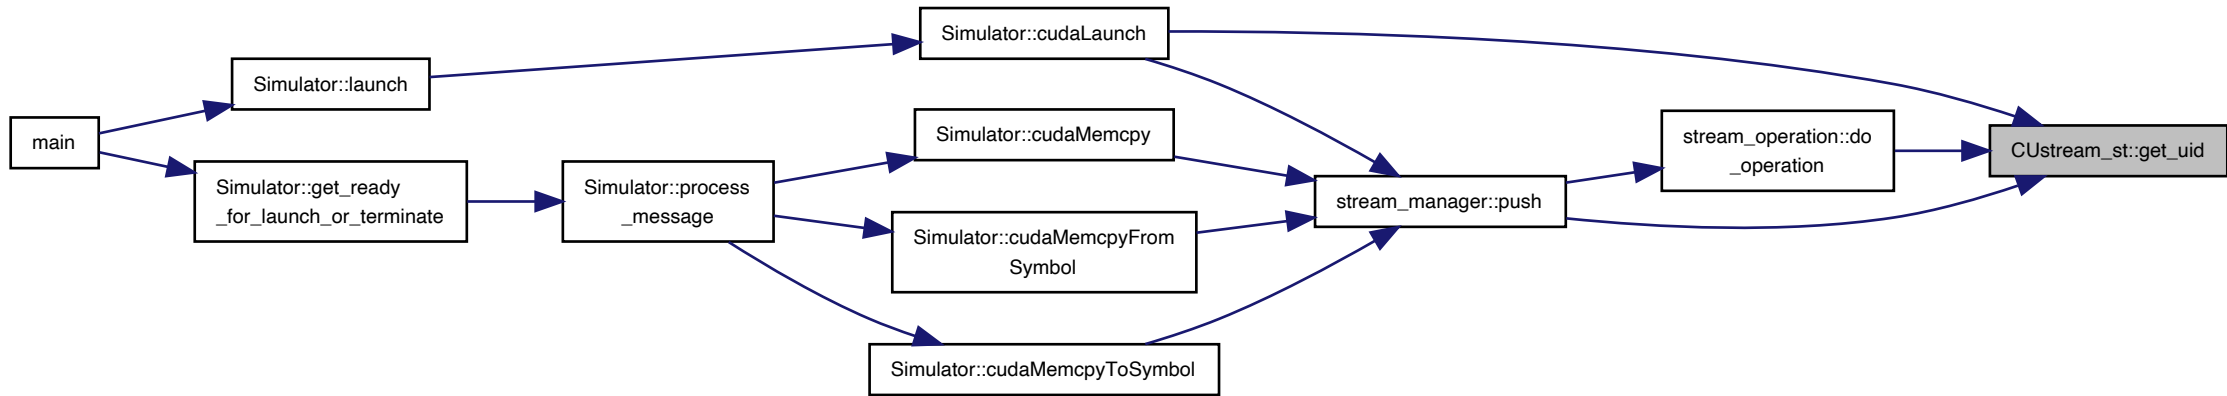 main
Simulator::launch
Simulator::get_ready
_for_launch_or_terminate
Simulator::process
_message
Simulator::cudaLaunch
Simulator::cudaMemcpy
Simulator::cudaMemcpyFrom
Symbol
Simulator::cudaMemcpyToSymbol
stream_manager::push
stream_operation::do
_operation
CUstream_st::get_uid